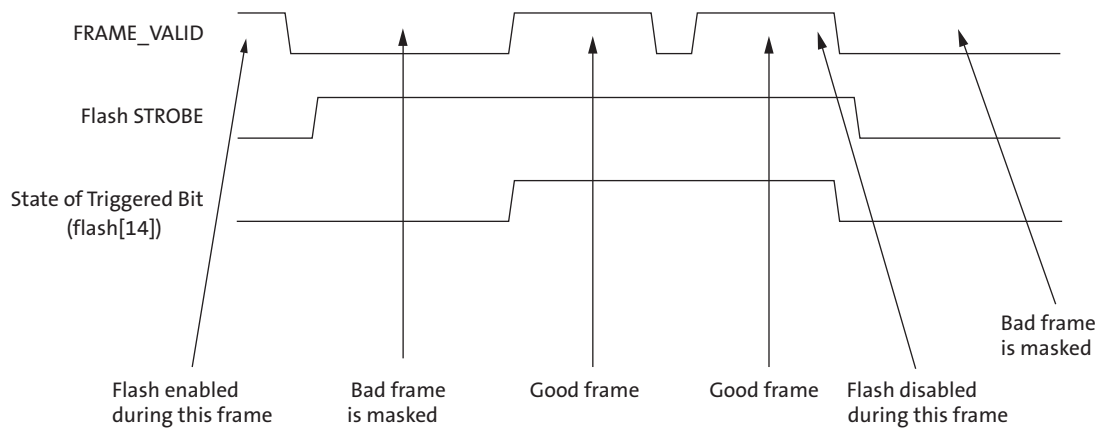 FRAME_VALID
Flash STROBE
State of Triggered Bit
(flash[14])
Bad frame
is masked
Flash enabled
during this frame
Bad frame
is masked
Good frame
Good frame
Flash disabled
during this frame